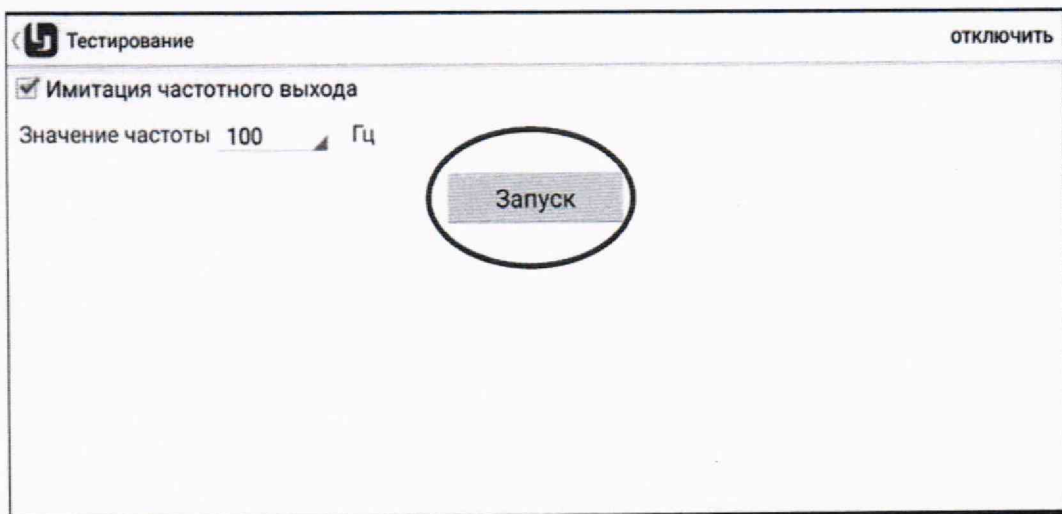 Тестирование
ОТКЛЮЧИТЬ
Имитация частотного выхода
Значение частоты 100 Гц
Запуск